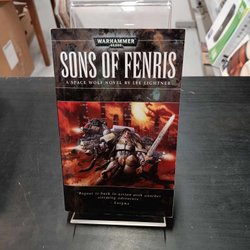 WARHAMMER
40,000
SONS OF FENRIS
A SPACE WOLF NOVEL BY LEE LIGHTNER
"Ragnar is back in action with another
storming adventure"
Enigma